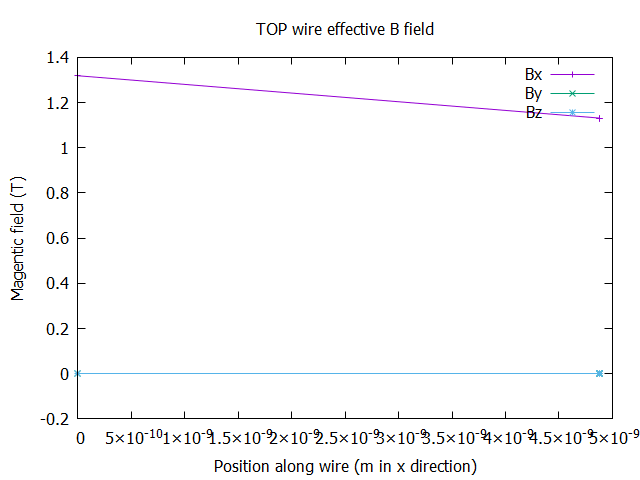 TOP wire effective B field
1.4
1.2
1
0.8
0.6
0.4
0.2
0
-0.2
Magentic field (T)
Bx
By
Bz
0 5×10⁻¹⁰ 1×10⁻⁹ 1.5×10⁻⁹ 2×10⁻⁹ 2.5×10⁻⁹ 3×10⁻⁹ 3.5×10⁻⁹ 4×10⁻⁹ 4.5×10⁻⁹ 5×10⁻⁹
Position along wire (m in x direction)